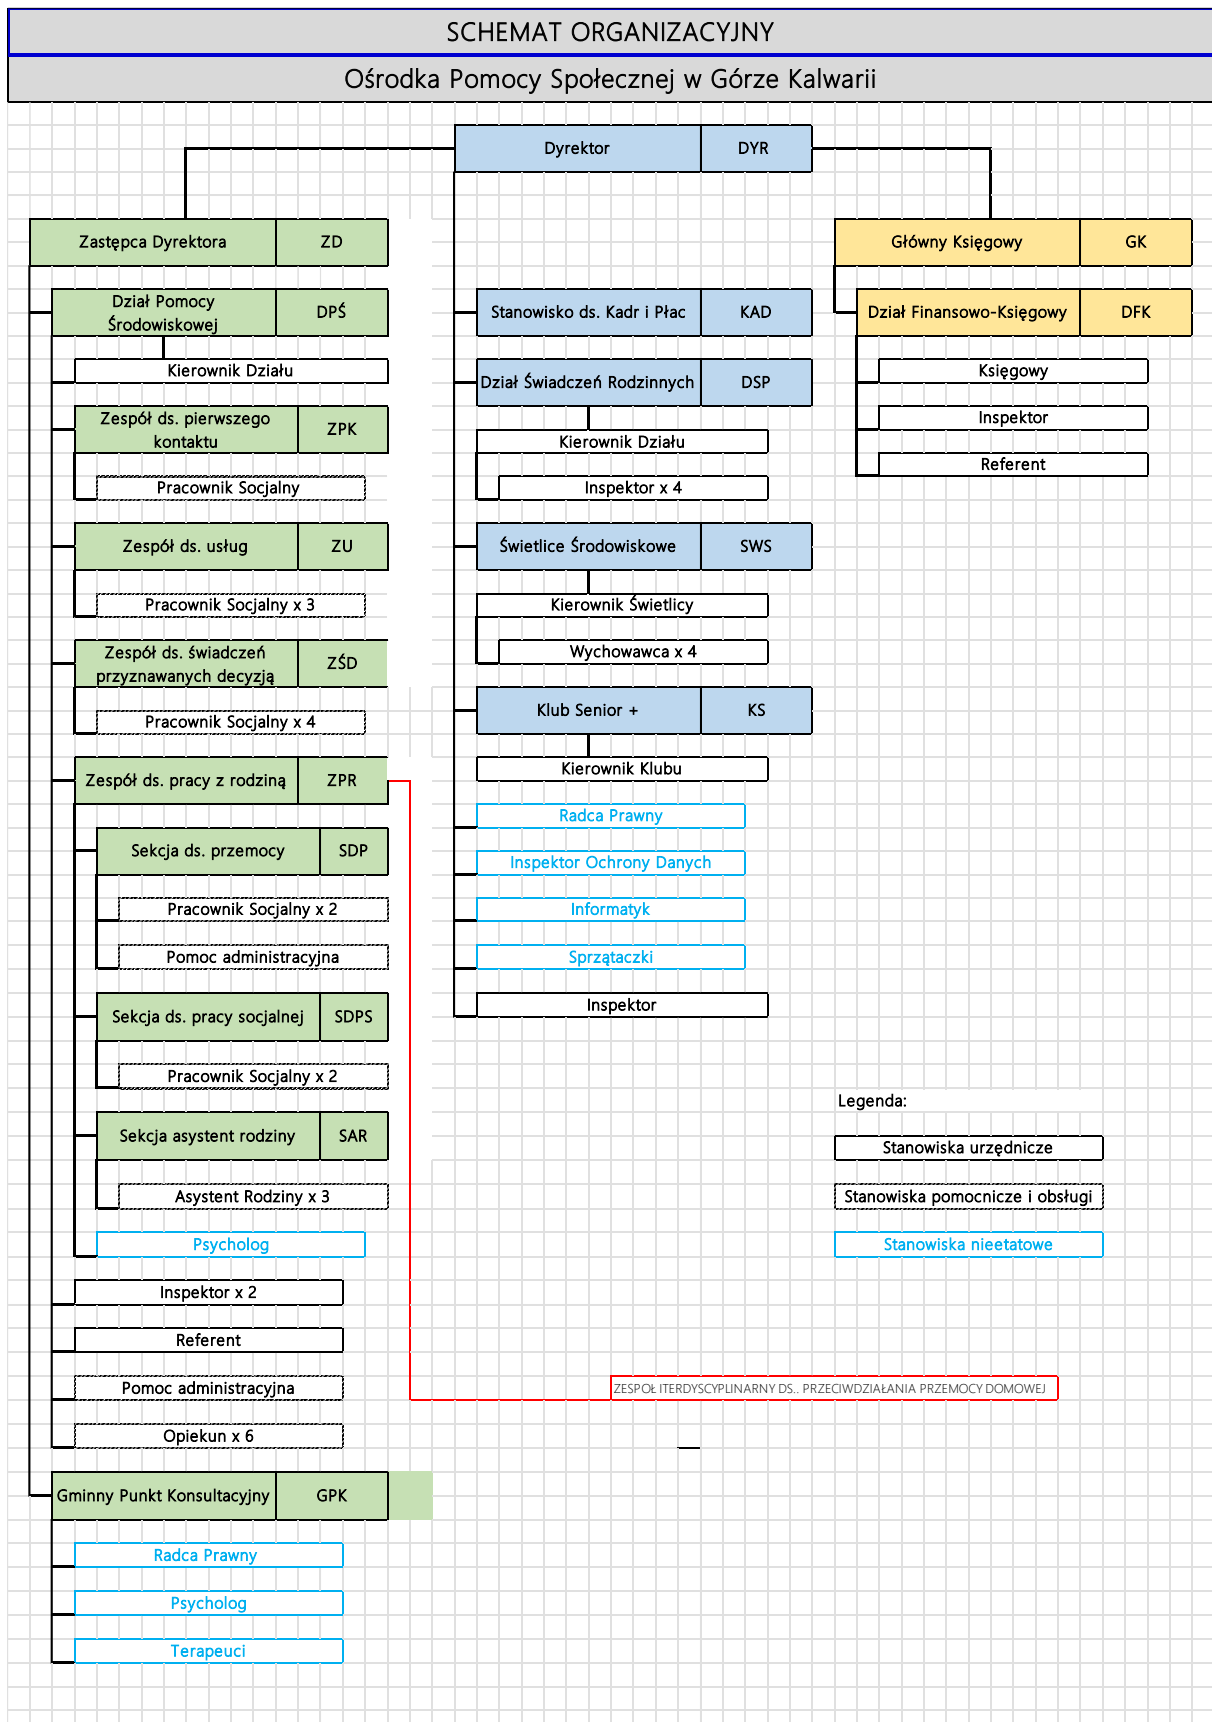 SCHEMAT ORGANIZACYJNY
Ośrodka Pomocy Społecznej w Górze Kalwarii
Dyrektor DYR
Zastępca Dyrektora ZD
Dział Pomocy
Środowiskowej
DPŚ
Kierownik Działu
Zespół ds. pierwszego
kontaktu
ZPK
Pracownik Socjalny
Zespół ds. usług ZU
Pracownik Socjalny x 3
Zespół ds. świadczeń
przyznawanych decyzją
ZŚD
Pracownik Socjalny x 4
Zespół ds. pracy z rodziną ZPR
Sekcja ds. przemocy SDP
Pracownik Socjalny x 2
Pomoc administracyjna
Sekcja ds. pracy socjalnej SDPS
Pracownik Socjalny x 2
Sekcja asystent rodziny SAR
Asystent Rodziny x 3
Psycholog
Inspektor x 2
Referent
Pomoc administracyjna
Opiekun x 6
Gminny Punkt Konsultacyjny GPK
Radca Prawny
Psycholog
Terapeuci
Stanowisko ds. Kadr i Płac KAD
Dział Świadczeń Rodzinnych DSP
Kierownik Działu
Inspektor x 4
Świetlice Środowiskowe SWS
Kierownik Świetlicy
Wychowawca x 4
Klub Senior + KS
Kierownik Klubu
Radca Prawny
Inspektor Ochrony Danych
Informatyk
Sprzątaczki
Inspektor
Główny Księgowy GK
Dział Finansowo-Księgowy DFK
Księgowy
Inspektor
Referent
Legenda:
Stanowiska urzędnicze
Stanowiska pomocnicze i obsługi
Stanowiska nieetatowe
ZESPOŁ ITERDYSCYPLINARNY DS.. PRZECIWDZIAŁANIA PRZEMOCY DOMOWEJ